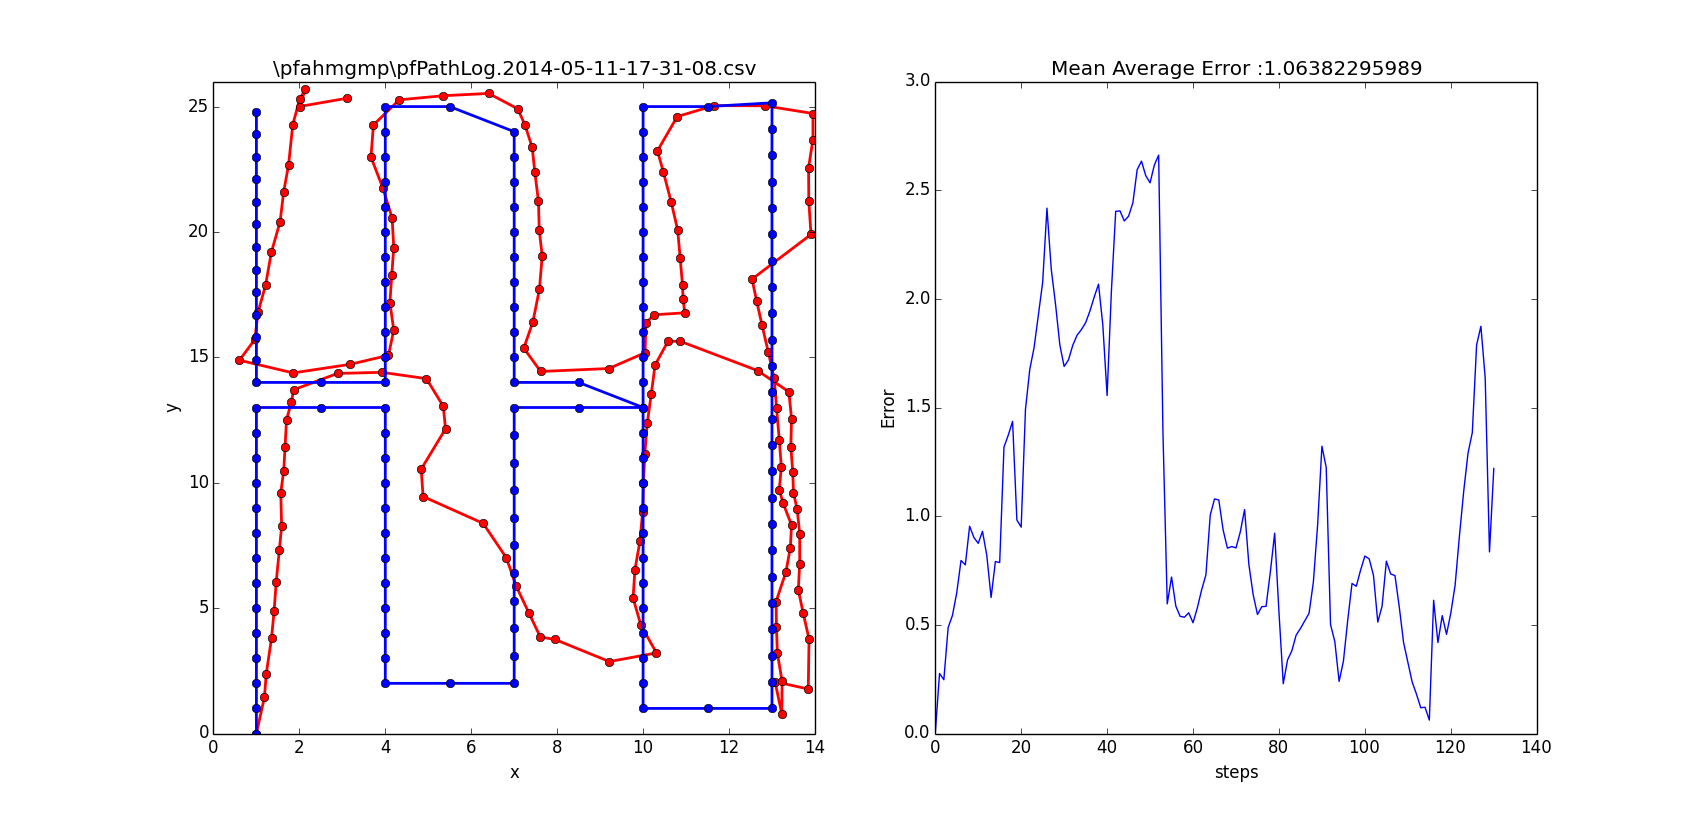 \pfahmgmp\pfPathLog.2014-05-11-17-31-08.csv
25
20
15
10
5
0
y
0 2 4 6 8 10 12 14
x
Mean Average Error :1.06382295989
3.0
2.5
2.0
1.5
1.0
0.5
0.0
Error
0 20 40 60 80 100 120 140
steps